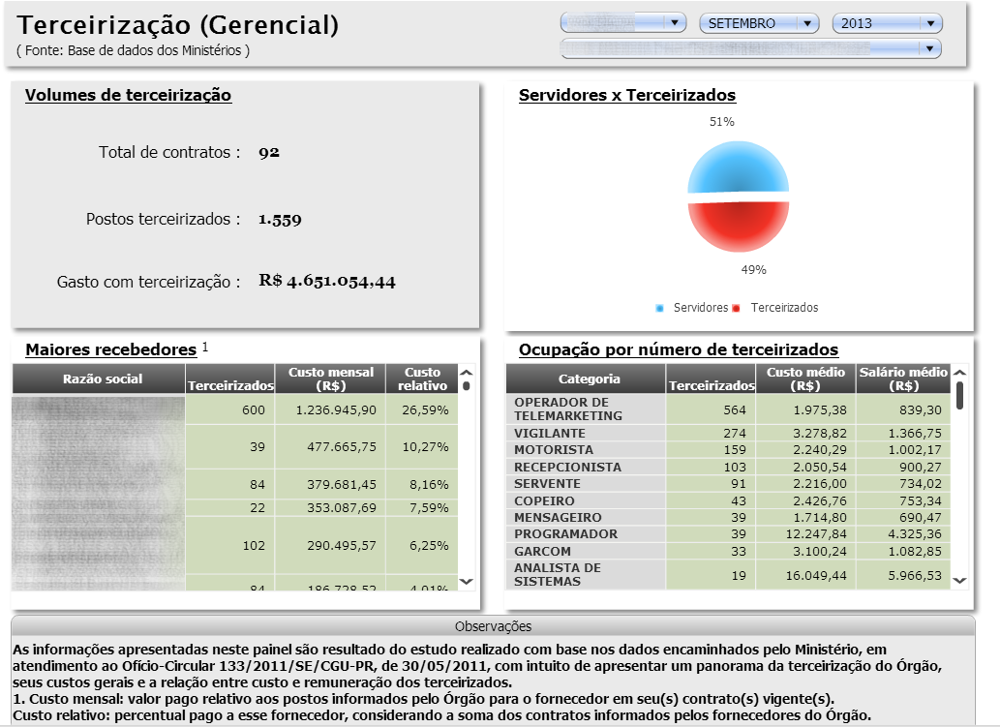 Terceirização (Gerencial)
( Fonte: Base de dados dos Ministérios )
SETEMBRO
2013
Volumes de terceirização
Total de contratos : 92
Postos terceirizados : 1.559
Gasto com terceirização : R$ 4.651.054,44
Servidores x Terceirizados
51%
49%
Servidores Terceirizados
Maiores recebedores 1
Razão social Terceirizados Custo mensal (R$) Custo relativo
600 1.236.945,90 26,59%
39 477.665,75 10,27%
84 379.681,45 8,16%
22 353.087,69 7,59%
102 290.495,57 6,25%
84 186.728,52 4,01%
Ocupação por número de terceirizados
Categoria Terceirizados Custo médio (R$) Salário médio (R$)
OPERADOR DE
TELEMARKETING 564 1.975,38 839,30
VIGILANTE 274 3.278,82 1.366,75
MOTORISTA 159 2.240,29 1.002,17
RECEPCIONISTA 103 2.050,54 900,27
SERVENTE 91 2.216,00 734,02
COPEIRO 43 2.426,76 753,34
MENSAGEIRO 39 1.714,80 690,47
PROGRAMADOR 39 12.247,84 4.325,36
GARCOM 33 3.100,24 1.082,85
ANALISTA DE
SISTEMAS 19 16.049,44 5.966,53
Observações
As informações apresentadas neste painel são resultado do estudo realizado com base nos dados encaminhados pelo Ministério, em
atendimento ao Ofício-Circular 133/2011/SE/CGU-PR, de 30/05/2011, com intuito de apresentar um panorama da terceirização do Órgão,
seus custos gerais e a relação entre custo e remuneração dos terceirizados.
1. Custo mensal: valor pago relativo aos postos informados pelo Órgão para o fornecedor em seu(s) contrato(s) vigente(s).
Custo relativo: percentual pago a esse fornecedor, considerando a soma dos contratos informados pelos fornecedores do Órgão.